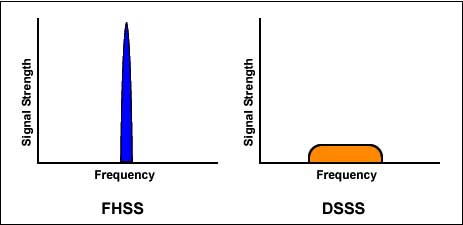 Signal Strength
Frequency
FHSS
Signal Strength
Frequency
DSSS